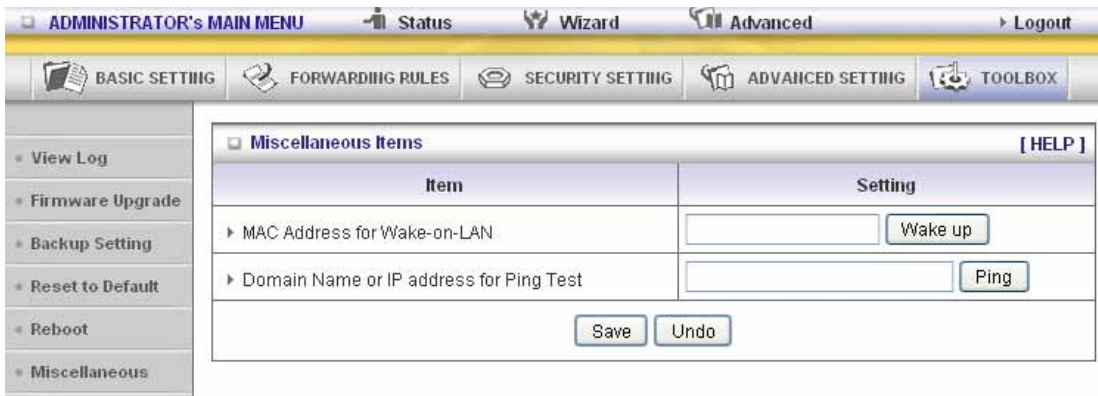 ADMINISTRATOR's MAIN MENU Status Wizard Advanced Logout
BASIC SETTING FORWARDING RULES SECURITY SETTING ADVANCED SETTING TOOLBOX
View Log
Firmware Upgrade
Backup Setting
Reset to Default
Reboot
Miscellaneous
Miscellaneous Items [ HELP ]
Item Setting
MAC Address for Wake-on-LAN Wake up
Domain Name or IP address for Ping Test Ping
Save Undo